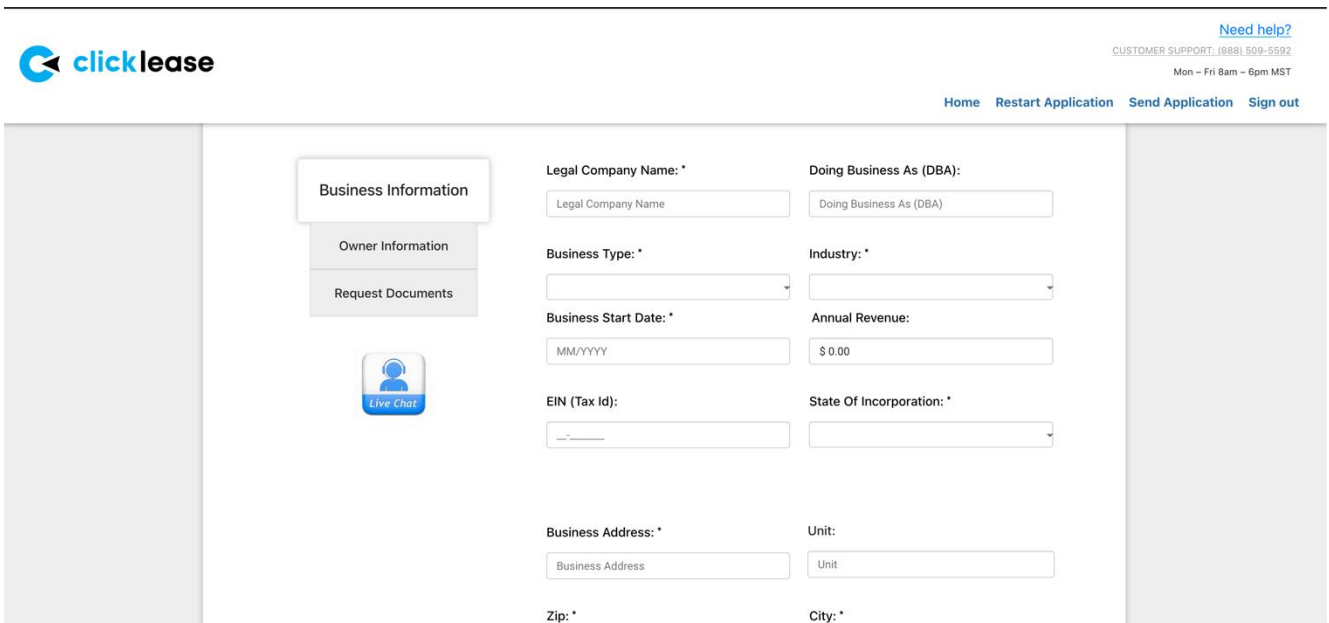 Need help?
clicklease
CUSTOMER SUPPORT: (888) 509-5592
Mon – Fri 8am – 6pm MST
Home Restart Application Send Application Sign out
Business Information
Owner Information
Request Documents
Live Chat
Legal Company Name: * Doing Business As (DBA):
Legal Company Name Doing Business As (DBA)
Business Type: * Industry: *
Business Start Date: * Annual Revenue:
MM/YYYY $ 0.00
EIN (Tax Id): State Of Incorporation: *
__-_______
Business Address: * Unit:
Business Address Unit
Zip: * City: *